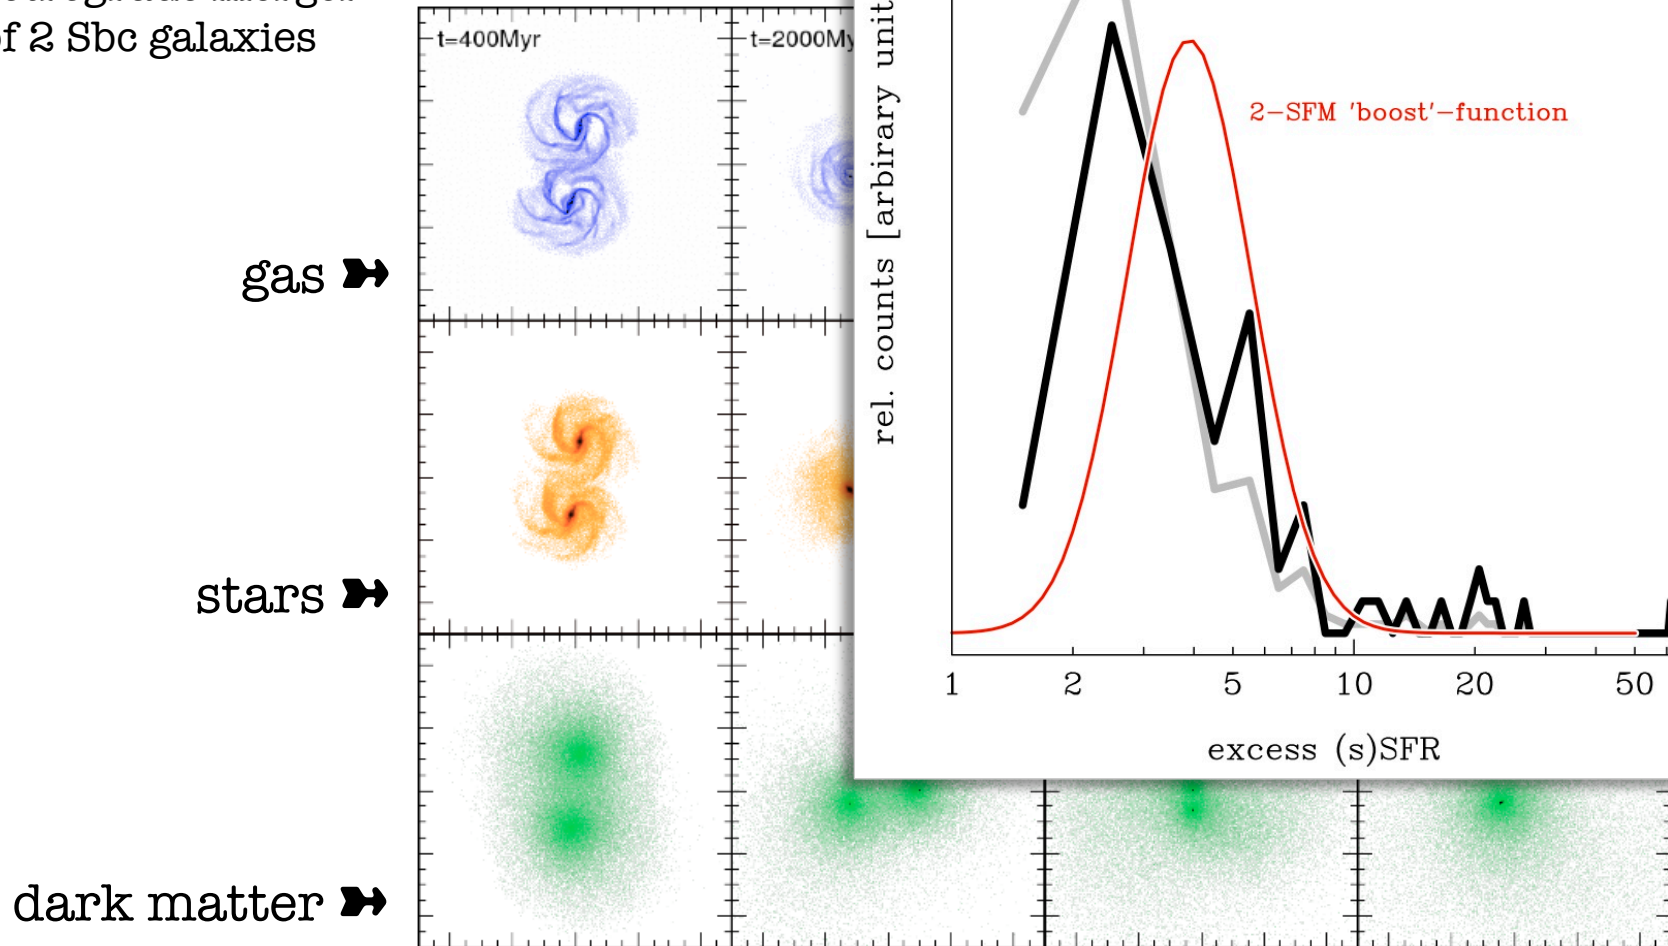 of 2 Sbc galaxies
t=400Myr
t=2000My
gas
stars
dark matter
rel. counts [arbitrary unit
2-SFM 'boost'-function
1 2 5 10 20 50
excess (s)SFR